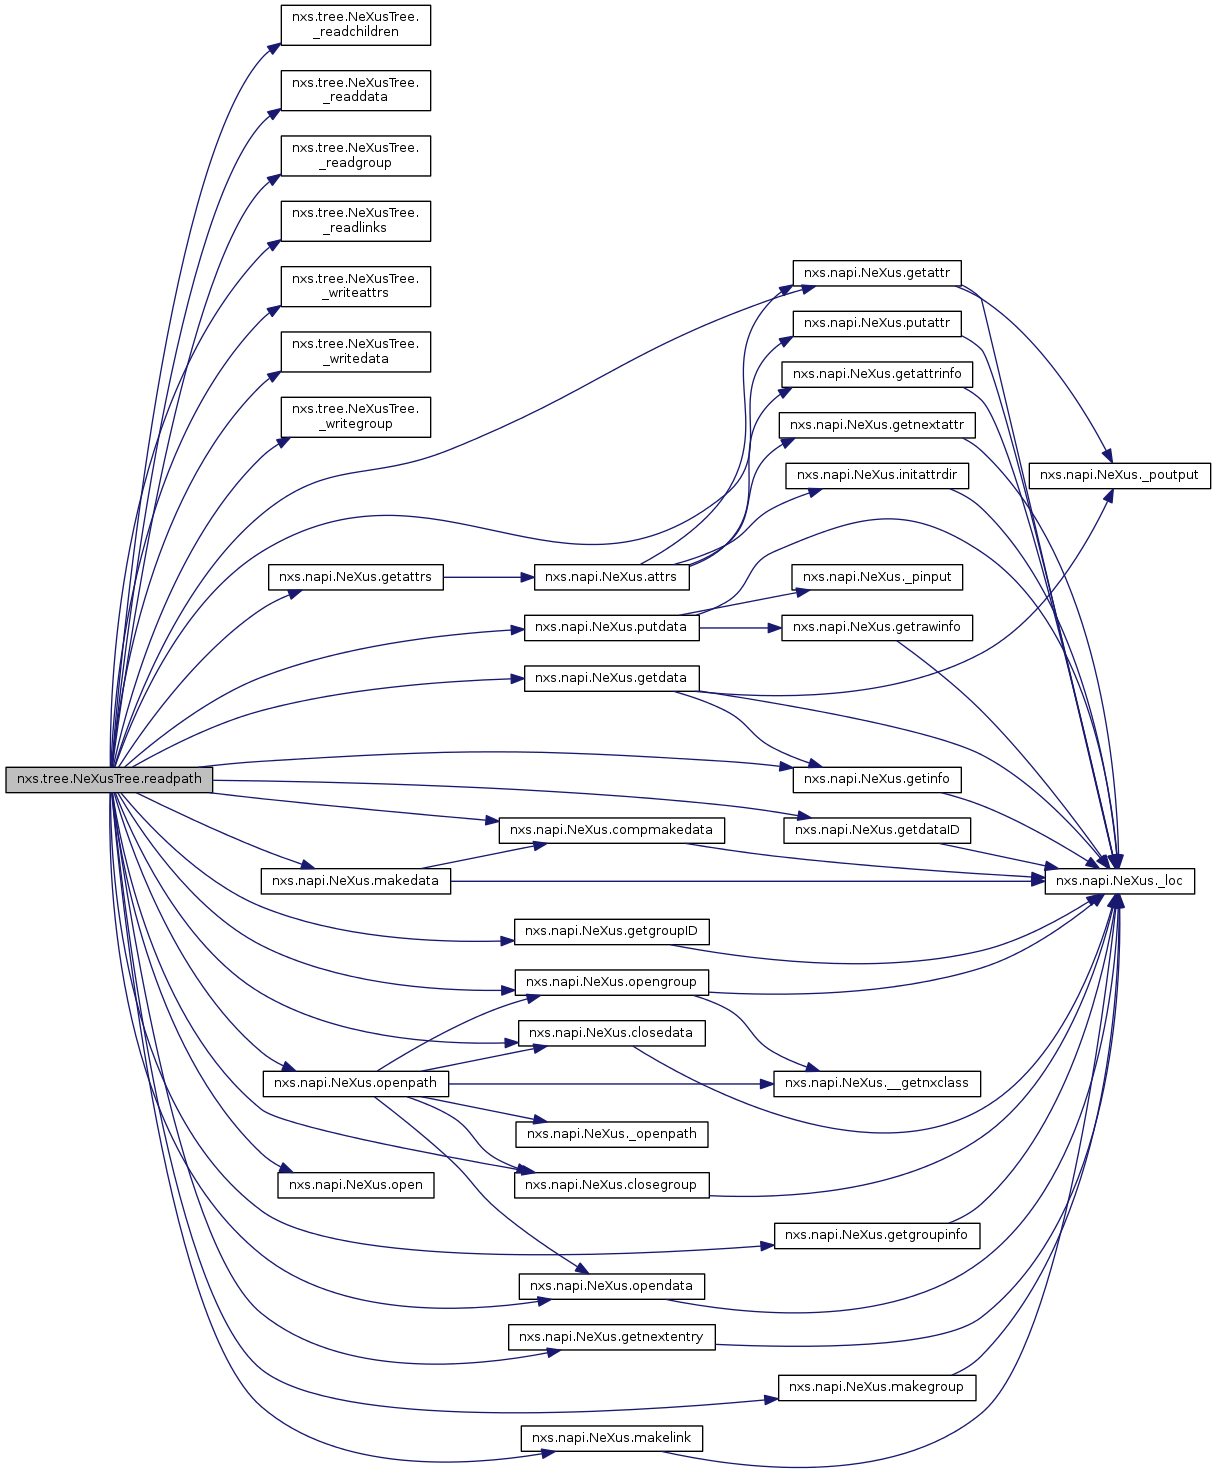 nxs.tree.NeXusTree.
_readchildren
nxs.tree.NeXusTree.
_readdata
nxs.tree.NeXusTree.
_readgroup
nxs.tree.NeXusTree.
_readlinks
nxs.tree.NeXusTree.
_writeattrs
nxs.tree.NeXusTree.
_writedata
nxs.tree.NeXusTree.
_writegroup
nxs.napi.NeXus.getattr
nxs.napi.NeXus.putattr
nxs.napi.NeXus.getattrinfo
nxs.napi.NeXus.getnextattr
nxs.napi.NeXus.initattrdir
nxs.napi.NeXus._poutput
nxs.napi.NeXus.getattrs
nxs.napi.NeXus.attrs
nxs.napi.NeXus._pinput
nxs.napi.NeXus.putdata
nxs.napi.NeXus.getrawinfo
nxs.napi.NeXus.getdata
nxs.tree.NeXusTree.readpath
nxs.napi.NeXus.getinfo
nxs.napi.NeXus.compmakedata
nxs.napi.NeXus.getdataID
nxs.napi.NeXus.makedata
nxs.napi.NeXus._loc
nxs.napi.NeXus.getgroupID
nxs.napi.NeXus.opengroup
nxs.napi.NeXus.closedata
nxs.napi.NeXus.openpath
nxs.napi.NeXus.__getnxclass
nxs.napi.NeXus._openpath
nxs.napi.NeXus.open
nxs.napi.NeXus.closegroup
nxs.napi.NeXus.getgroupinfo
nxs.napi.NeXus.opendata
nxs.napi.NeXus.getnextentry
nxs.napi.NeXus.makegroup
nxs.napi.NeXus.makelink